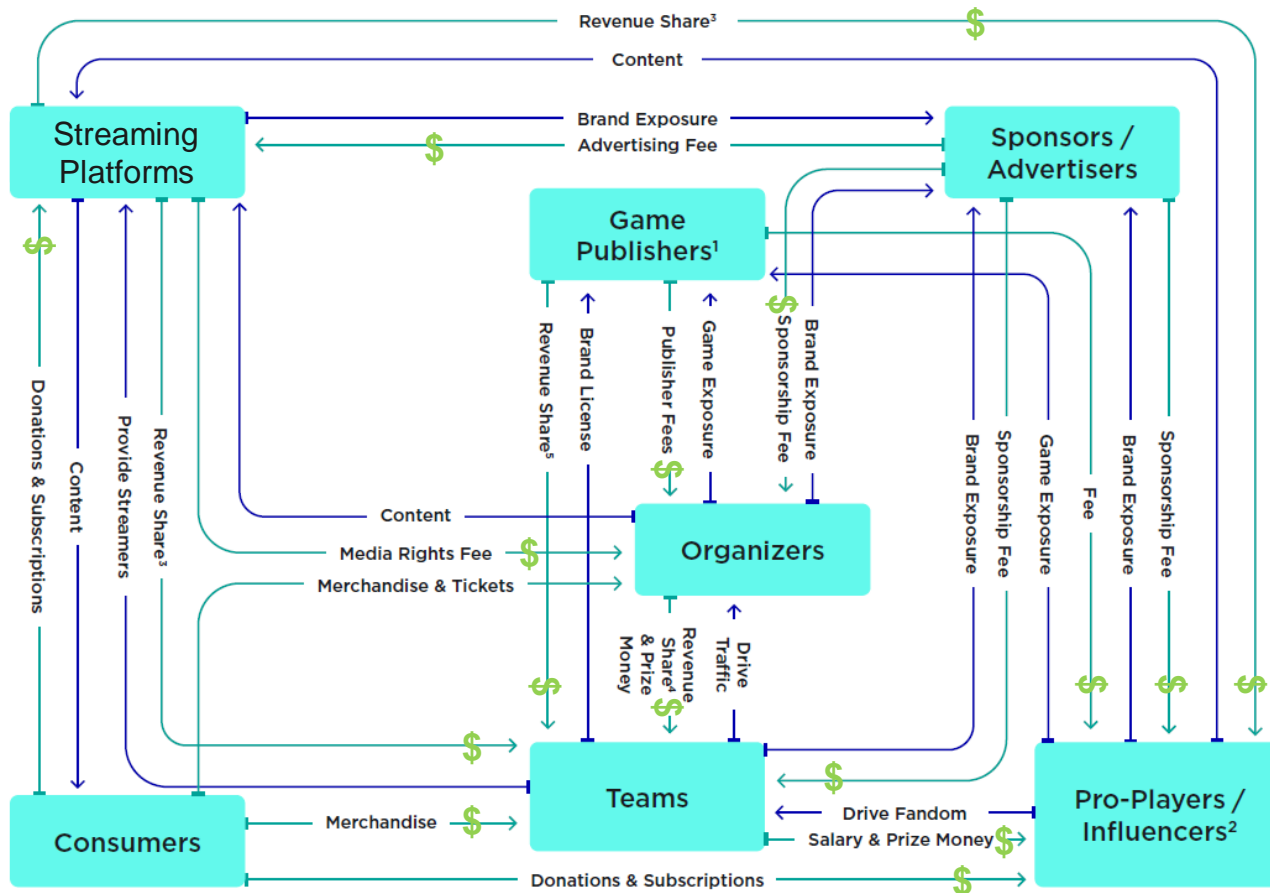 Revenue Share³
$
Content
Streaming
Platforms
Brand Exposure
Advertising Fee
$
Sponsors /
Advertisers
Game
Publishers¹
$
$
Donations & Subscriptions
Content
Provide Streamers
Revenue Share³
Revenue Share⁵
Brand License
Publisher Fees
Game Exposure
Sponsorship Fee
Brand Exposure
Brand Exposure
Sponsorship Fee
Game Exposure
Fee
Brand Exposure
Sponsorship Fee
$
Content
Organizers
Media Rights Fee
$
Merchandise & Tickets
Revenue
Share⁴
& Prize
Money
Drive
Traffic
$
$
$
$
$
$
$
Teams
Pro-Players /
Influencers²
Consumers
Merchandise
$
Drive Fandom
Salary & Prize Money
$
Donations & Subscriptions
$